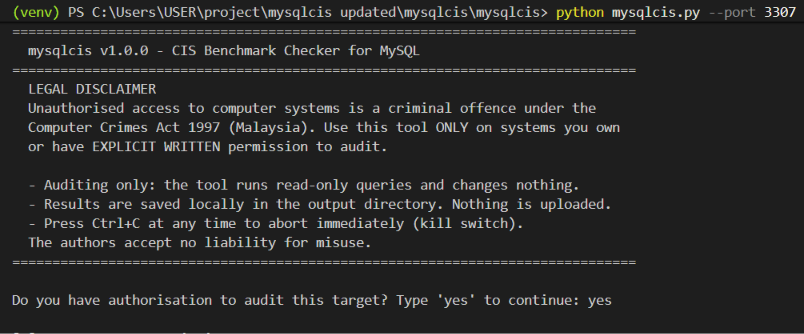 (venv) PS C:\Users\USER\project\mysqlcis updated\mysqlcis\mysqlcis> python mysqlcis.py --port 3307
==============================================================================
mysqlcis v1.0.0 - CIS Benchmark Checker for MySQL
==============================================================================
LEGAL DISCLAIMER
Unauthorised access to computer systems is a criminal offence under the
Computer Crimes Act 1997 (Malaysia). Use this tool ONLY on systems you own
or have EXPLICIT WRITTEN permission to audit.
- Auditing only: the tool runs read-only queries and changes nothing.
- Results are saved locally in the output directory. Nothing is uploaded.
- Press Ctrl+C at any time to abort immediately (kill switch).
The authors accept no liability for misuse.
==============================================================================
Do you have authorisation to audit this target? Type 'yes' to continue: yes